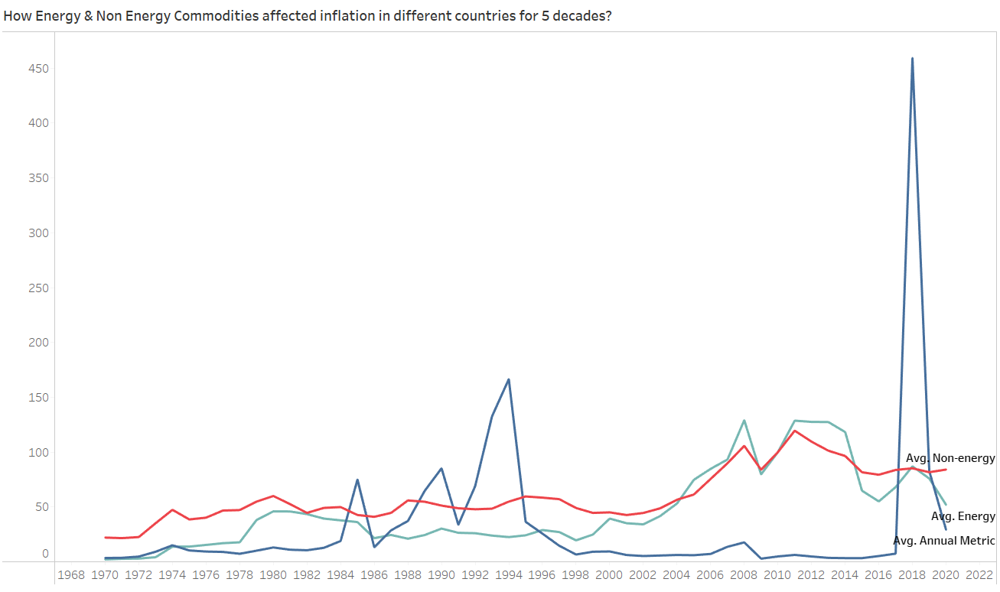 How Energy & Non Energy Commodities affected inflation in different countries for 5 decades?
450
400
350
300
250
200
150
100
50
0
Avg. Non-energy
Avg. Energy
Avg. Annual Metric
1968 1970 1972 1974 1976 1978 1980 1982 1984 1986 1988 1990 1992 1994 1996 1998 2000 2002 2004 2006 2008 2010 2012 2014 2016 2018 2020 2022